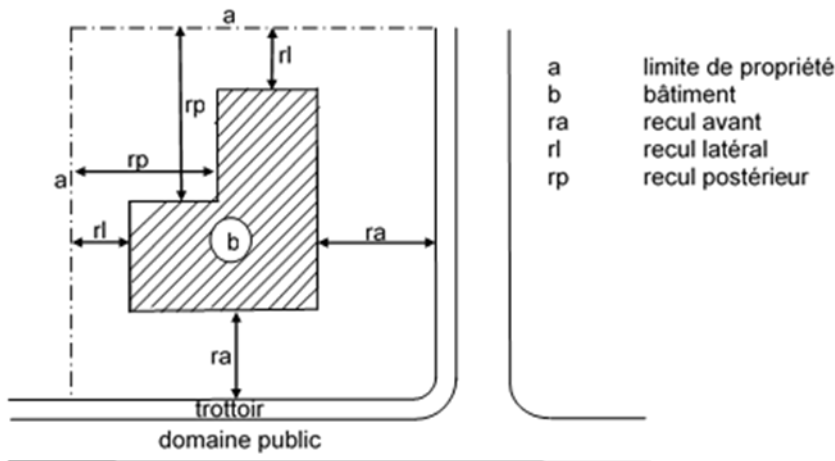 a
rl
rp
rp
a
rl
b
ra
ra
trottoir
domaine public
a limite de propriété
b bâtiment
ra recul avant
rl recul latéral
rp recul postérieur